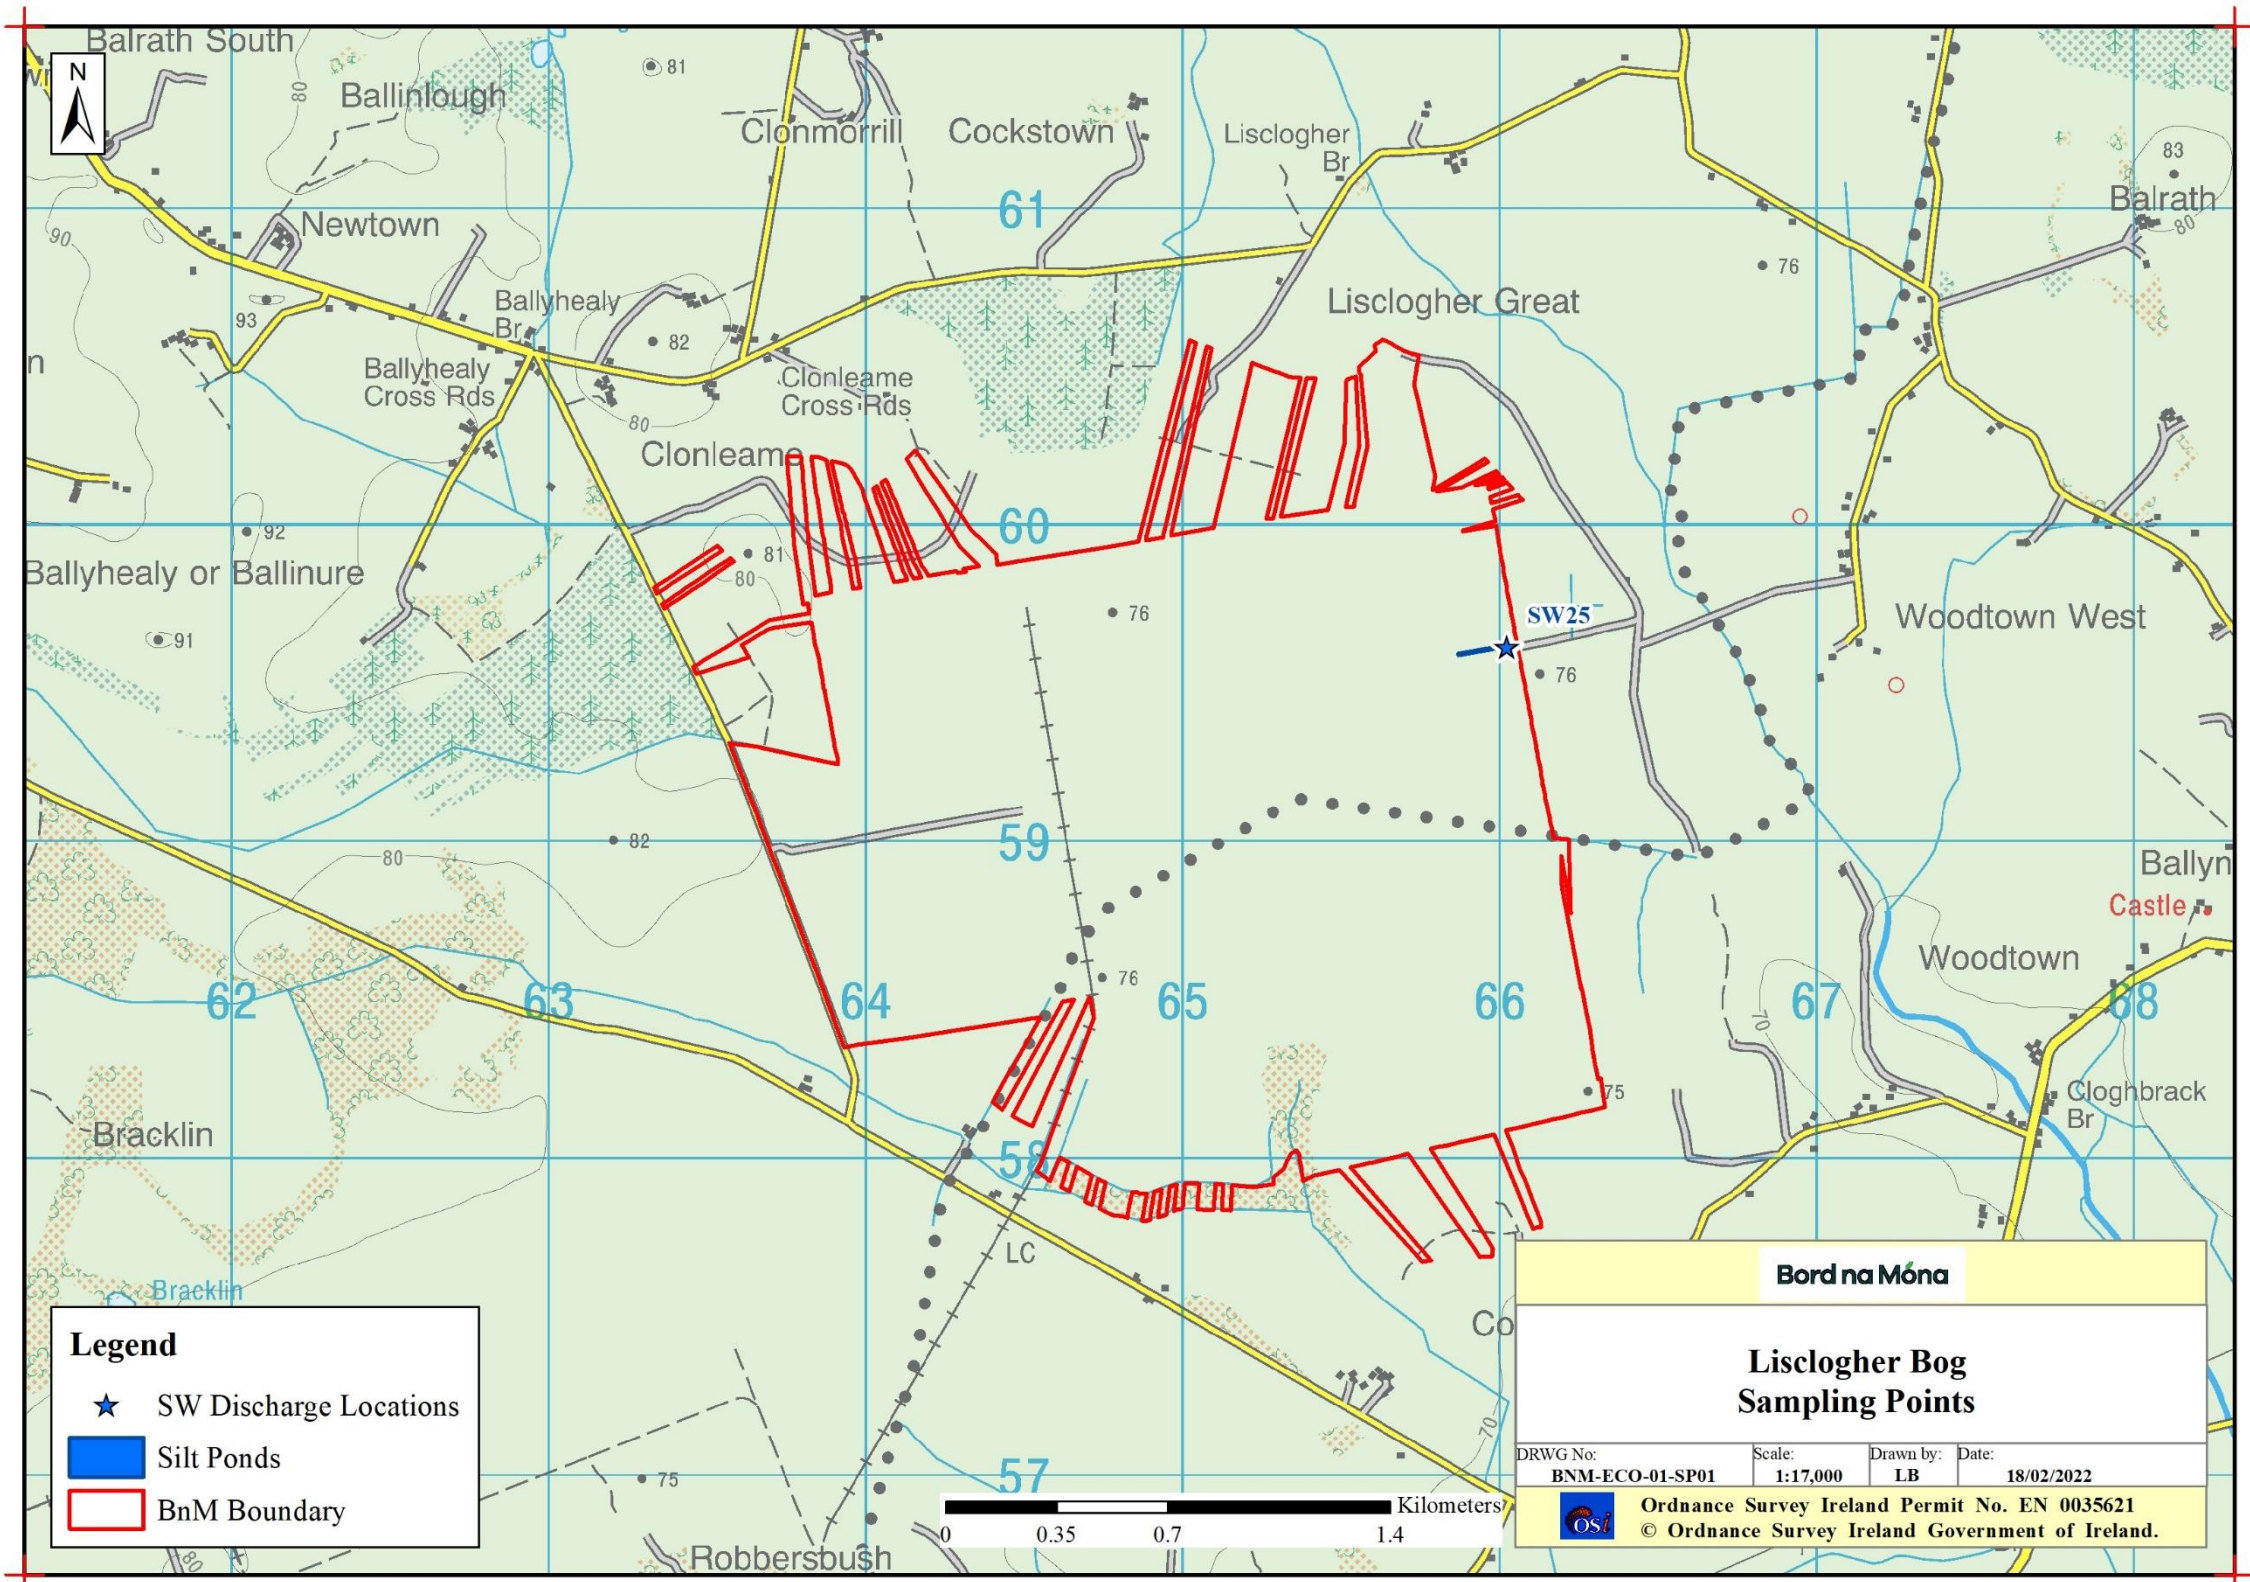 Balrath South
N
81
80
Ballinlough
Clonmorrill
Cockstown
Lisclogher
Br
83
Balrath
80
61
Newtown
90
76
Ballyhealy
Br
93
82
Lisclogher Great
n
Ballyhealy
Cross Rds
Clonleame
Cross Rds
80
Clonleame
92
60
81
80
Ballyhealy or Ballinure
76
SW25
Woodtown West
91
76
82
59
80
Ballyn
Castle
76
Woodtown
62
63
64
65
66
67
68
70
75
Cloghbrack
Br
Bracklin
58
LC
Bracklin
Co
70
75
57
80
Robbersbush
Legend
SW Discharge Locations
Silt Ponds
BnM Boundary
Kilometers
0 0.35 0.7 1.4
Bord na Móna
Lisclogher Bog
Sampling Points
DRWG No: Scale: Drawn by: Date:
BNM-ECO-01-SP01 1:17,000 LB 18/02/2022
OSi
Ordnance Survey Ireland Permit No. EN 0035621
© Ordnance Survey Ireland Government of Ireland.